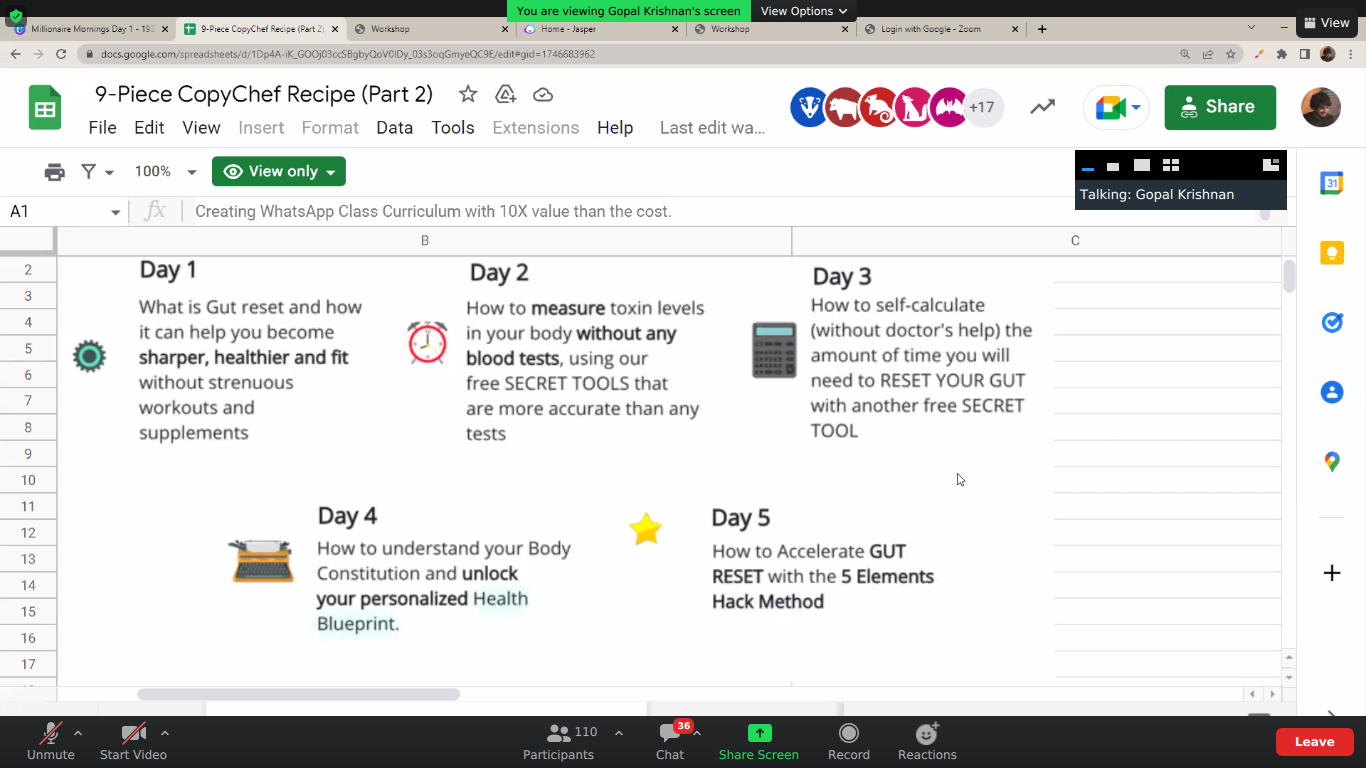 You are viewing Gopal Krishnan's screen
View Options
View
Millionaire Mornings Day 1 - 192
9-Piece CopyChef Recipe (Part 2)
Workshop
Home - Jasper
Workshop
Login with Google - Zoom
docs.google.com/spreadsheets/d/
9-Piece CopyChef Recipe (Part 2)
+17
Share
File Edit View Insert Format Data Tools Extensions Help Last edit wa...
100%
View only
Talking: Gopal Krishnan
31
A1
fx
Creating WhatsApp Class Curriculum with 10X value than the cost.
B
C
2
3
4
5
6
7
8
9
10
11
12
13
14
15
16
17
Day 1
What is Gut reset and how
it can help you become
sharper, healthier and fit
without strenuous
workouts and
supplements
Day 2
How to measure toxin levels
in your body without any
blood tests, using our
free SECRET TOOLS that
are more accurate than any
tests
Day 3
How to self-calculate
(without doctor's help) the
amount of time you will
need to RESET YOUR GUT
with another free SECRET
TOOL
Day 4
How to understand your Body
Constitution and unlock
your personalized Health
Blueprint.
Day 5
How to Accelerate GUT
RESET with the 5 Elements
Hack Method
Unmute
Start Video
110
Participants
36
Chat
Share Screen
Record
Reactions
Leave